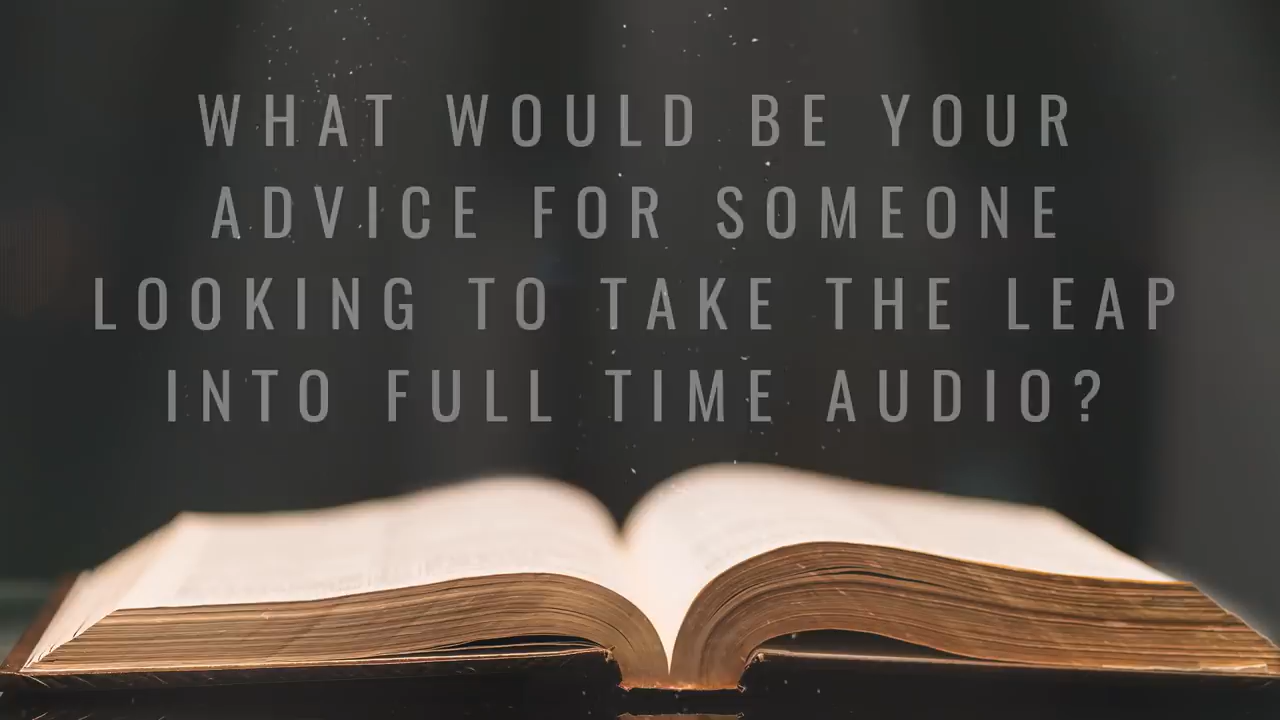 WHAT WOULD BE YOUR
ADVICE FOR SOMEONE
LOOKING TO TAKE THE LEAP
INTO FULL TIME AUDIO?